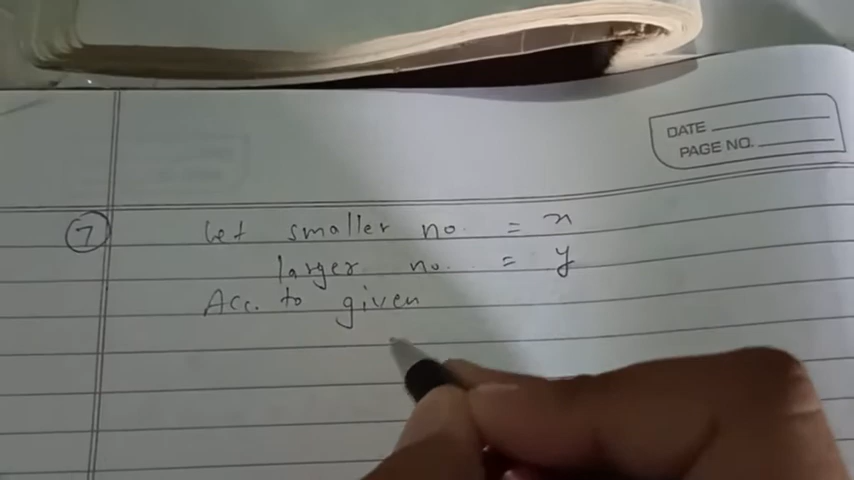 DATE
PAGE NO.
7 Let smaller no. = x
larger no. = y
Acc. to given